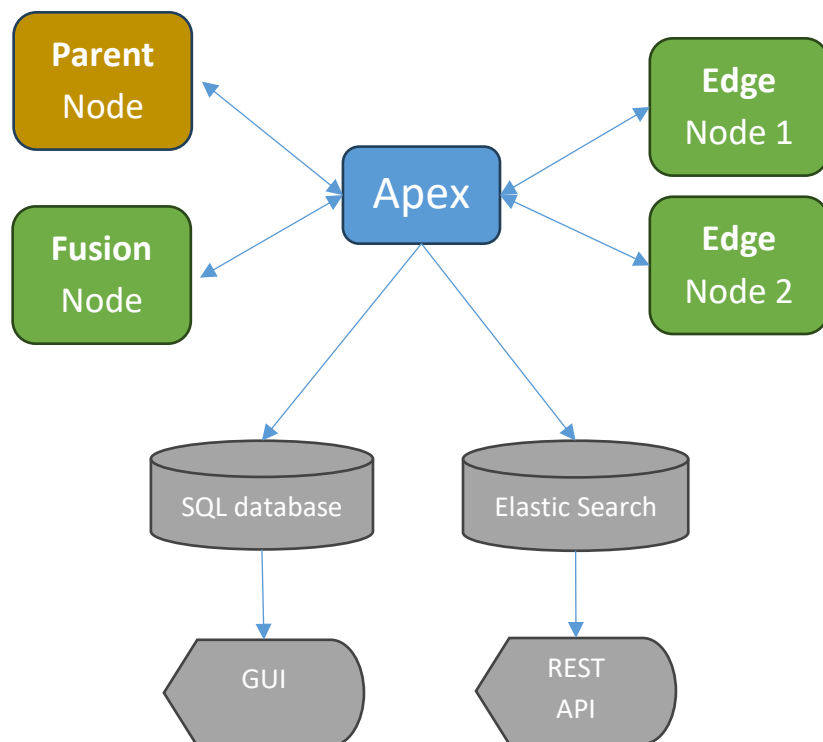 Parent
Node
Edge
Node 1
Apex
Fusion
Node
Edge
Node 2
SQL database
Elastic Search
GUI
REST
API